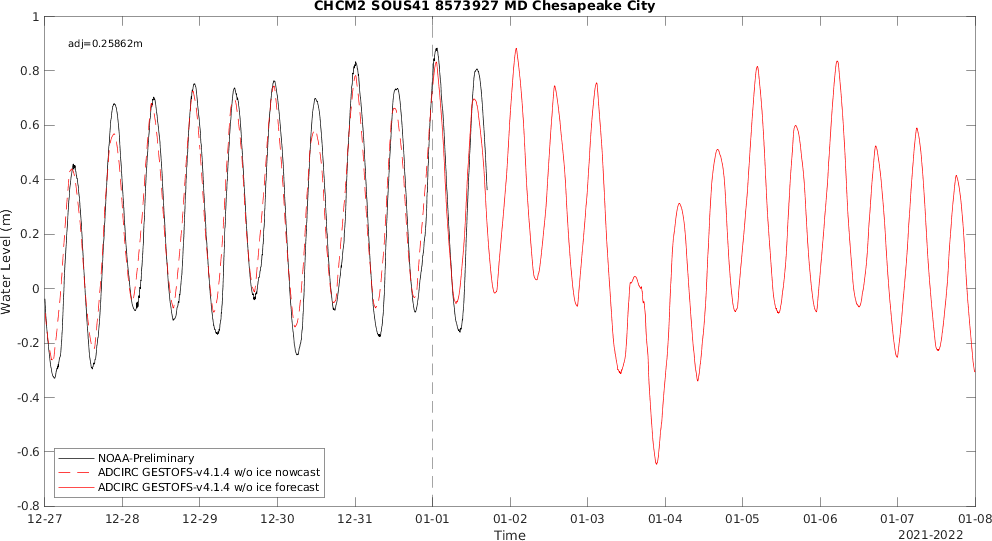 CHCM2 SOUS41 8573927 MD Chesapeake City
adj=0.25862m
1
0.8
0.6
0.4
0.2
0
-0.2
-0.4
-0.6
-0.8
Water Level (m)
NOAA-Preliminary
ADCIRC GESTOFS-v4.1.4 w/o ice nowcast
ADCIRC GESTOFS-v4.1.4 w/o ice forecast
12-27 12-28 12-29 12-30 12-31 01-01 01-02 01-03 01-04 01-05 01-06 01-07 01-08
Time
2021-2022